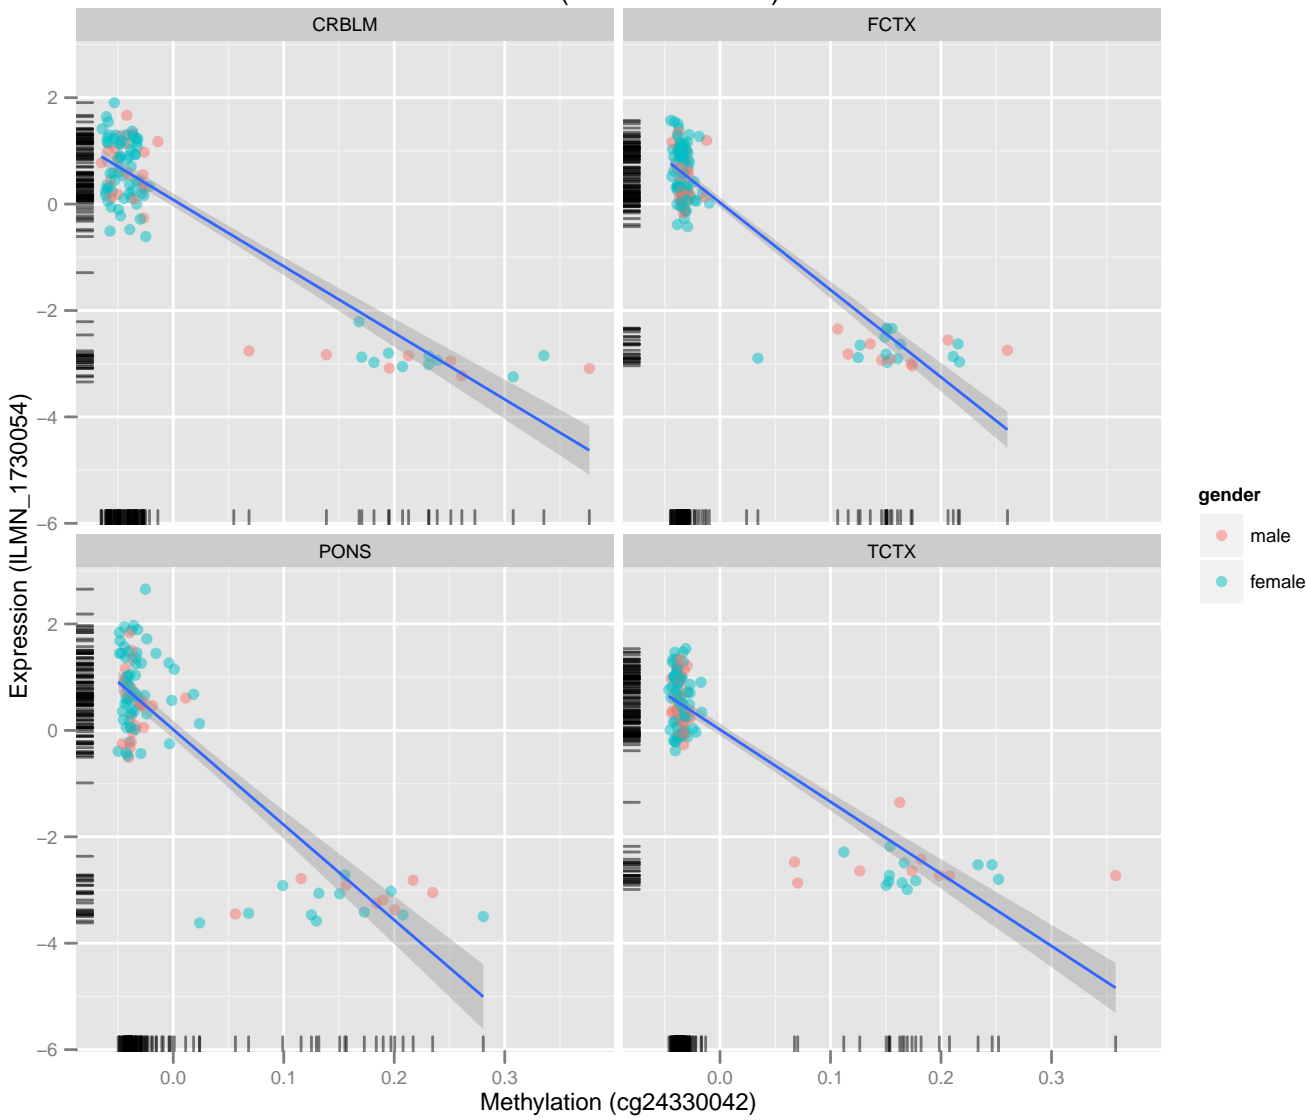 CRBLM
FCTX
2
0
−2
−4
−6
PONS
TCTX
2
0
−2
−4
−6
0.0
0.1
0.2
0.3
0.0
0.1
0.2
0.3
Methylation (cg24330042)
Expression (ILMN_1730054)
gender
male
female